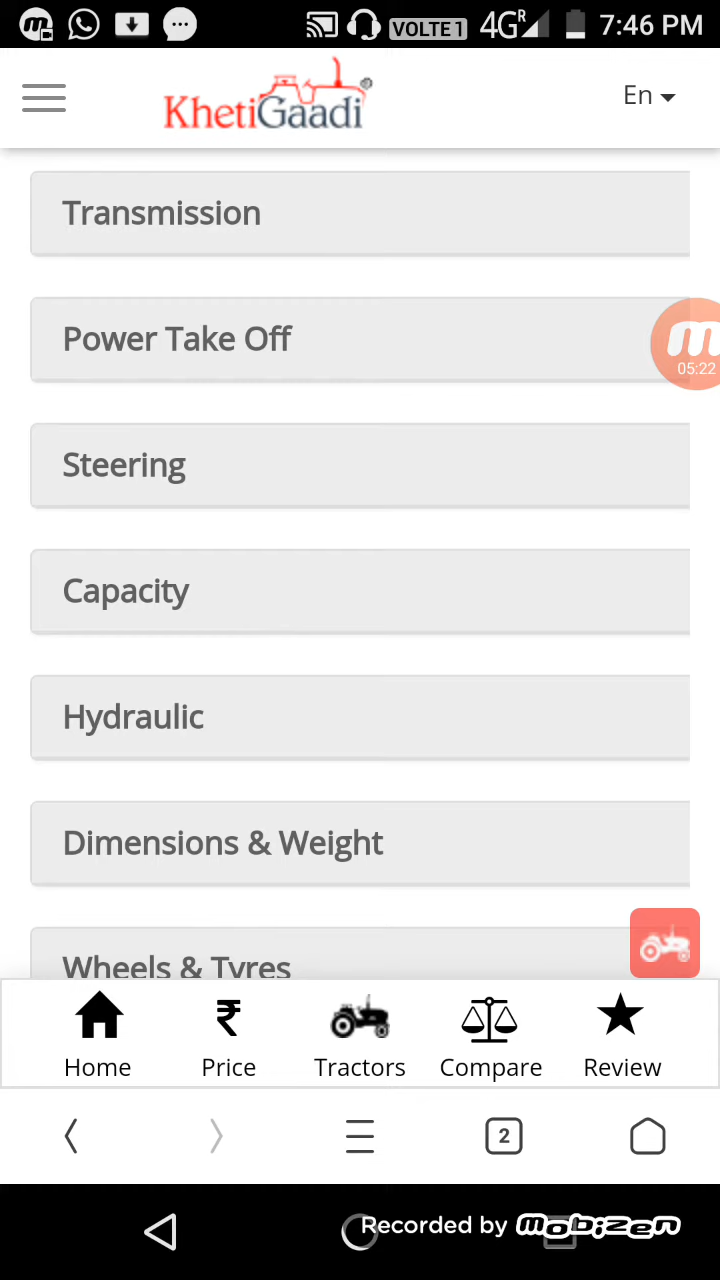 VOLTE 1 4G R 7:46 PM
KhetiGaadi ® En
Transmission
Power Take Off
05:22
Steering
Capacity
Hydraulic
Dimensions & Weight
Wheels & Tyres
Home Price Tractors Compare Review
2
Recorded by mobizen